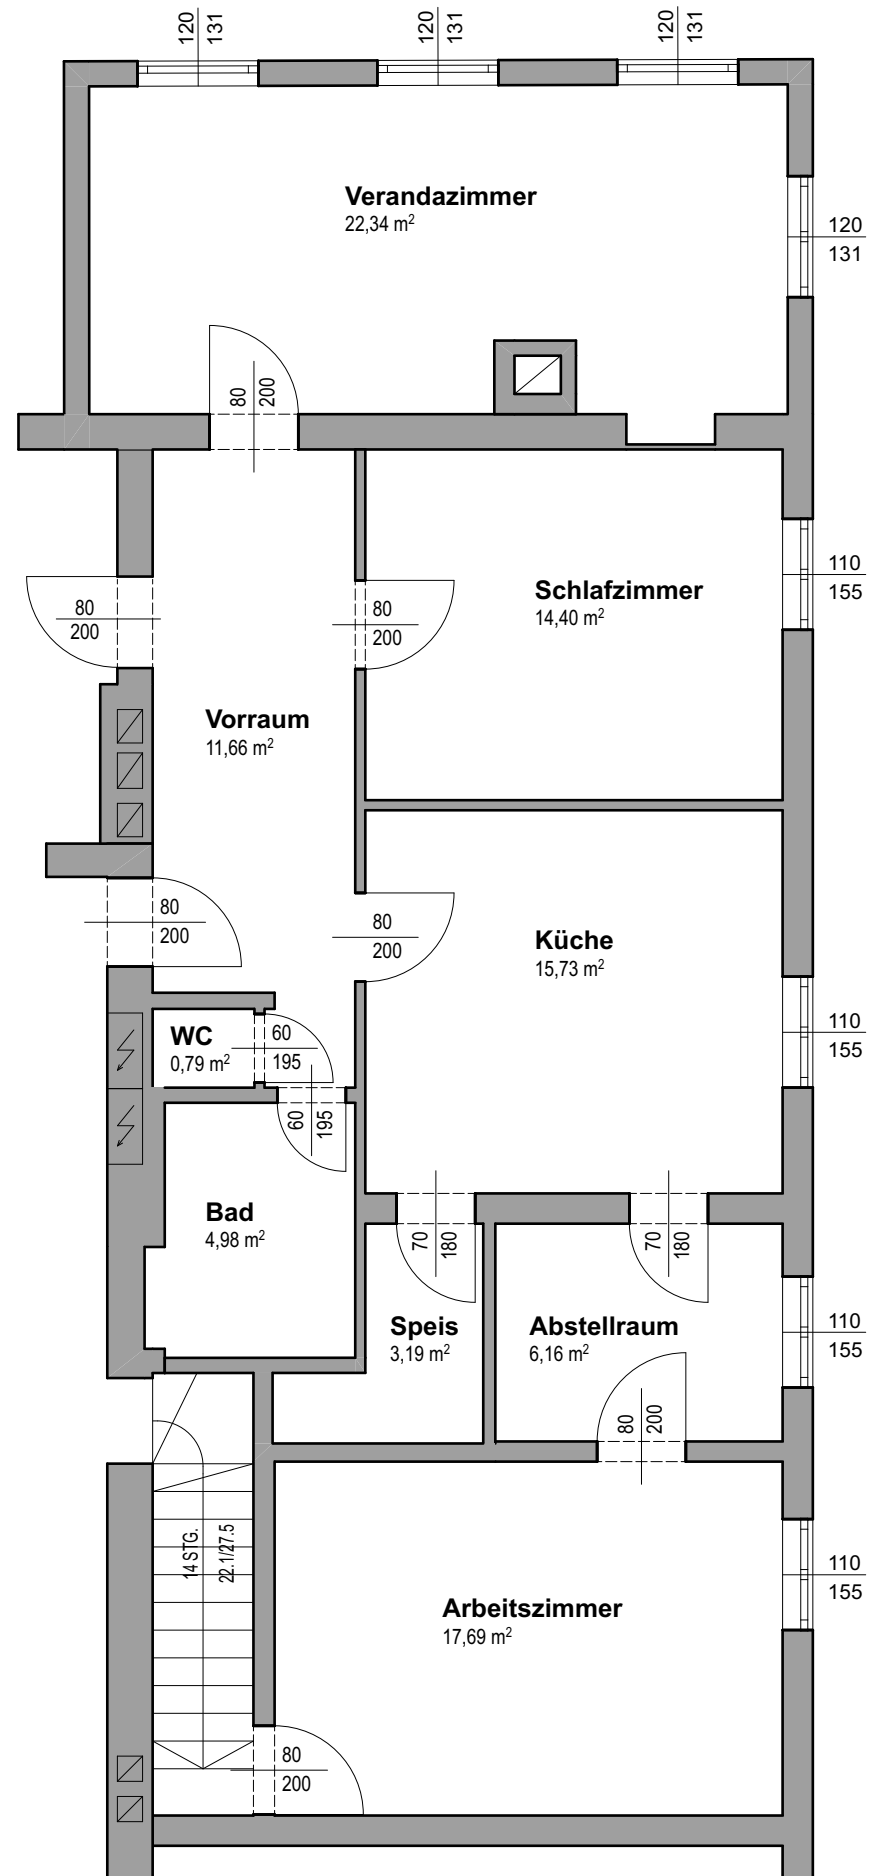 120
131
120
131
120
131
Verandazimmer
22,34 m²
120
131
80
200
110
155
80
200
80
200
Schlafzimmer
14,40 m²
Vorraum
11,66 m²
80
200
80
200
Küche
15,73 m²
WC
0,79 m²
60
195
110
155
60
195
Bad
4,98 m²
70
180
70
180
Speis
3,19 m²
Abstellraum
6,16 m²
110
155
80
200
14 STG.
22.1/27.5
110
155
Arbeitszimmer
17,69 m²
80
200